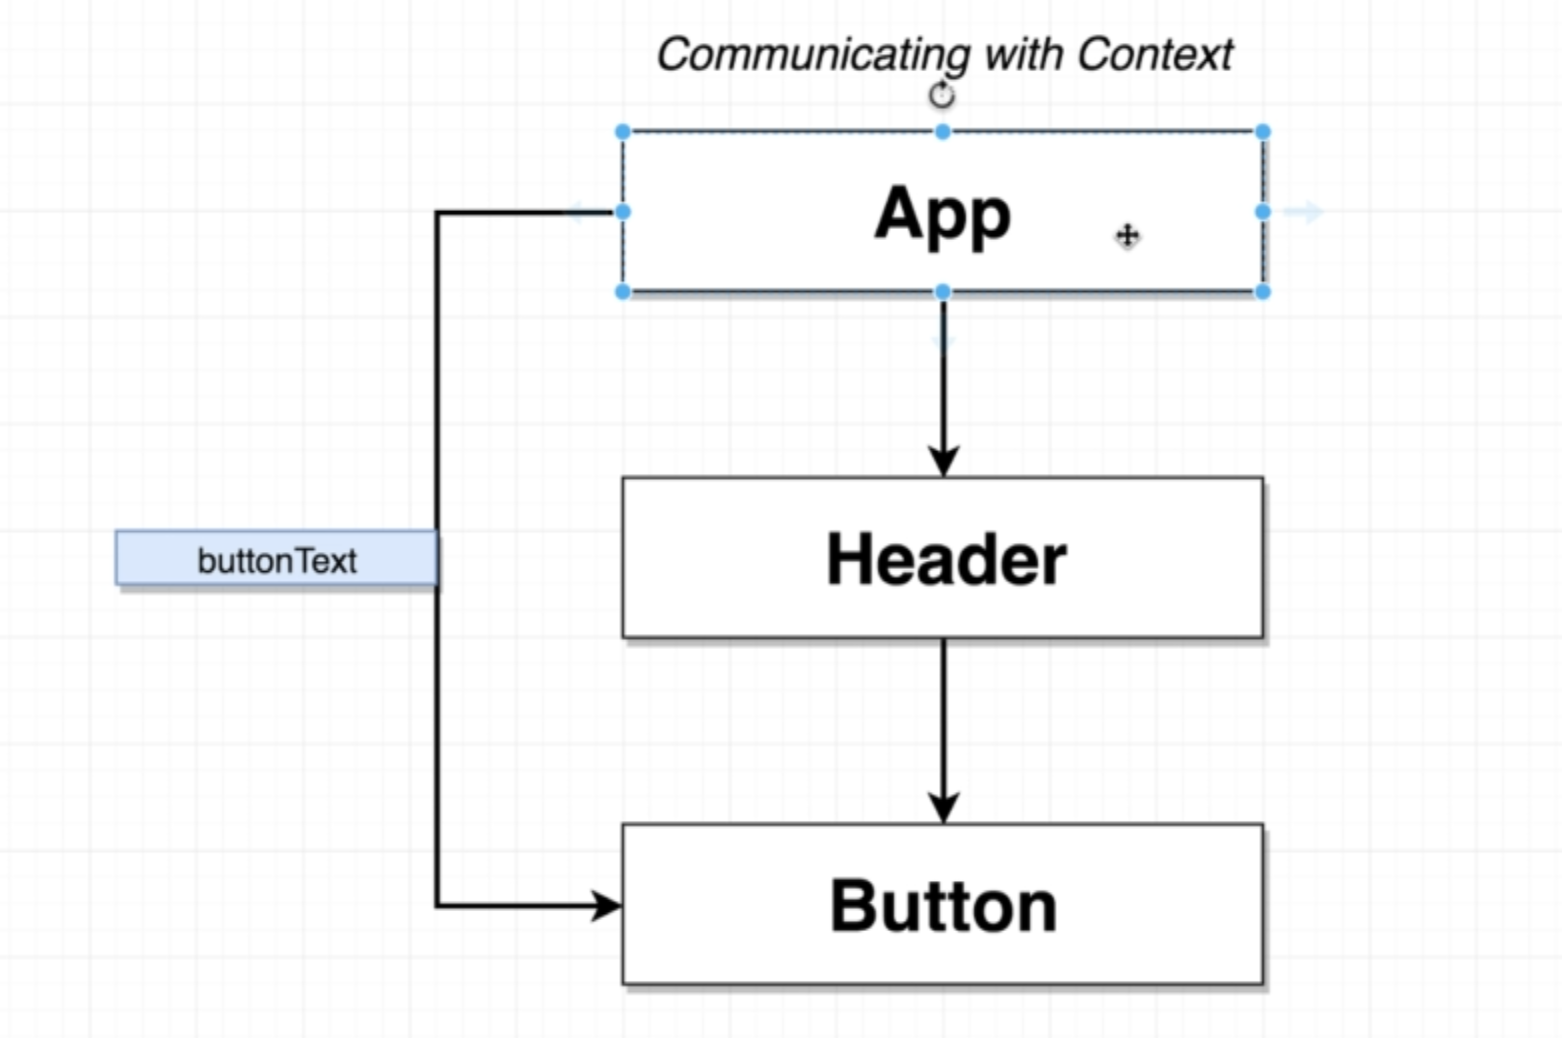 Communicating with Context
App
Header
buttonText
Button